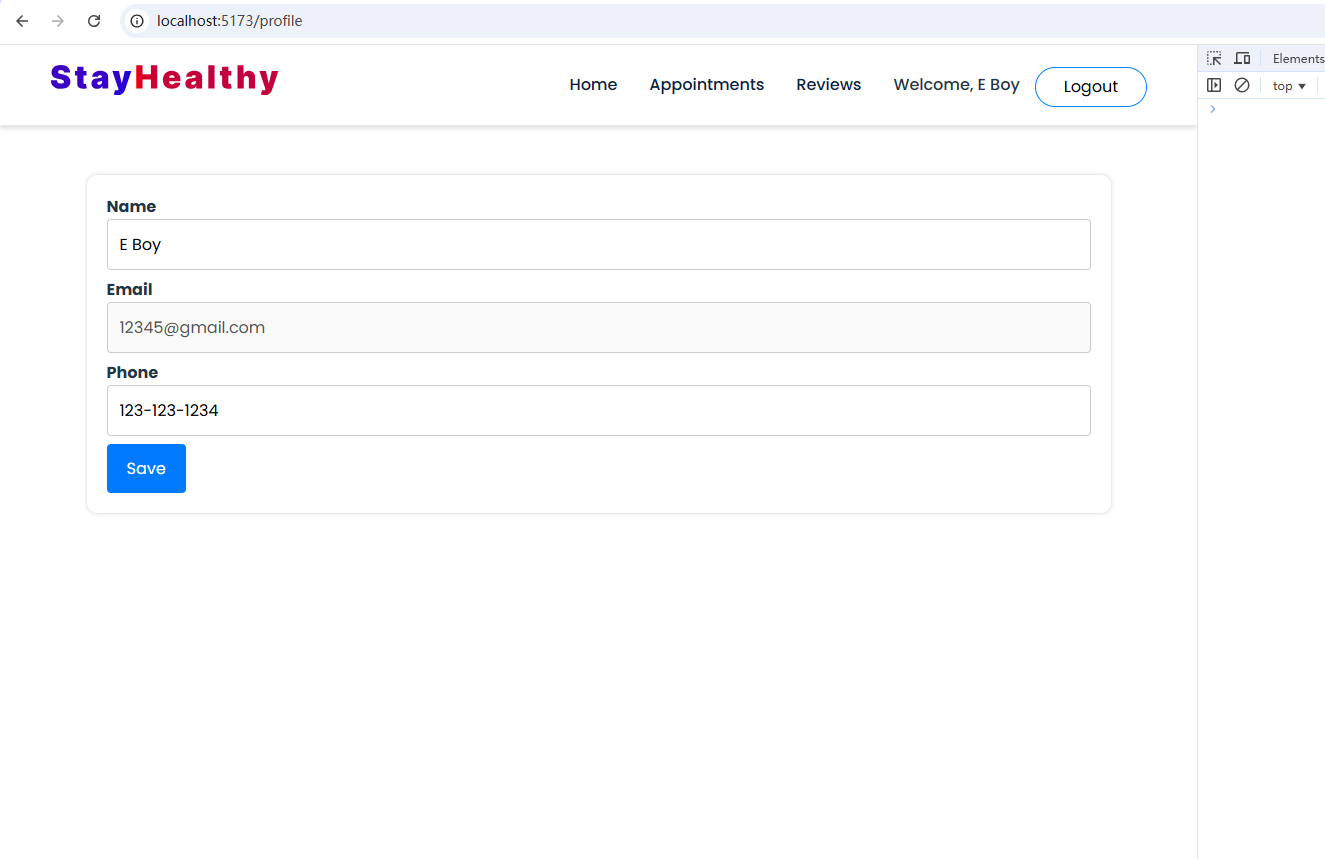 localhost:5173/profile
StayHealthy Home Appointments Reviews Welcome, E Boy Logout
Elements
top
Name
E Boy
Email
12345@gmail.com
Phone
123-123-1234
Save